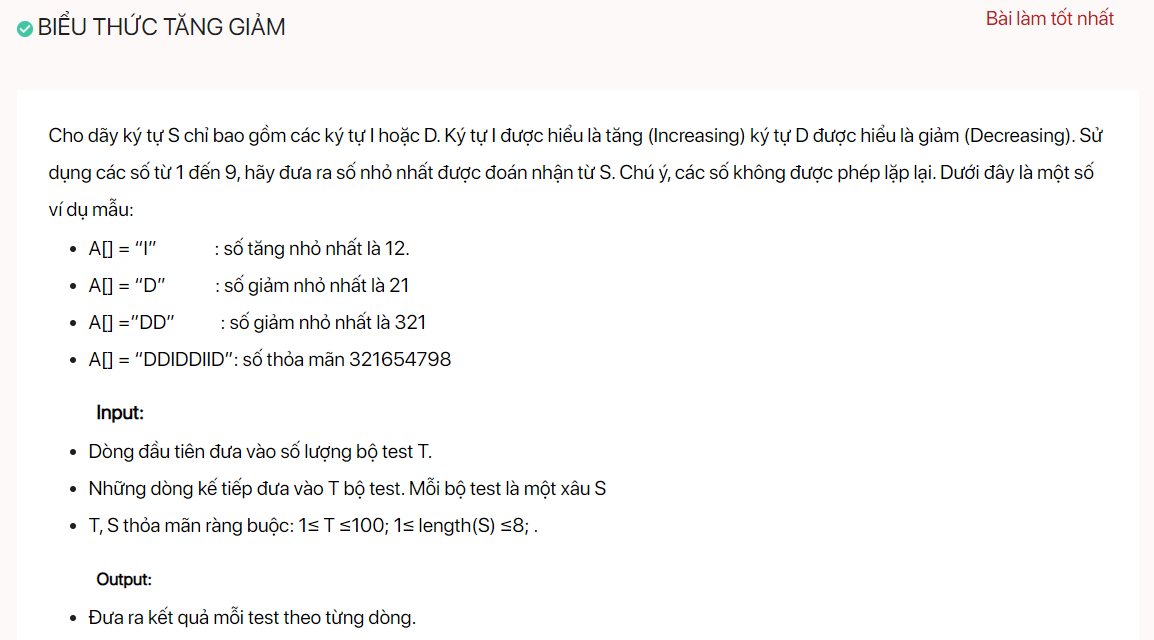 BIỂU THỨC TĂNG GIẢM
Bài làm tốt nhất
Cho dãy ký tự S chỉ bao gồm các ký tự I hoặc D. Ký tự I được hiểu là tăng (Increasing) ký tự D được hiểu là giảm (Decreasing). Sử
dụng các số từ 1 đến 9, hãy đưa ra số nhỏ nhất được đoán nhận từ S. Chú ý, các số không được phép lặp lại. Dưới đây là một số
ví dụ mẫu:
• A[] = “I” : số tăng nhỏ nhất là 12.
• A[] = “D” : số giảm nhỏ nhất là 21
• A[] =”DD” : số giảm nhỏ nhất là 321
• A[] = “DDIDDIID”: số thỏa mãn 321654798
Input:
• Dòng đầu tiên đưa vào số lượng bộ test T.
• Những dòng kế tiếp đưa vào T bộ test. Mỗi bộ test là một xâu S
• T, S thỏa mãn ràng buộc: 1≤ T ≤100; 1≤ length(S) ≤8; .
Output:
• Đưa ra kết quả mỗi test theo từng dòng.